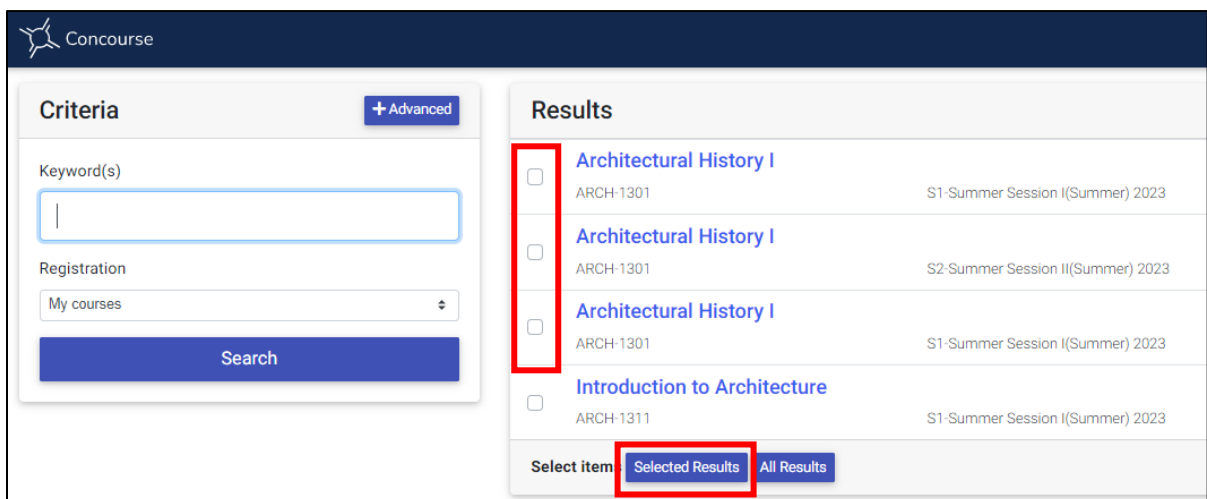 Concourse
Criteria
+ Advanced
Keyword(s)
Registration
My courses
Search
Results
Architectural History I
ARCH-1301 S1-Summer Session I(Summer) 2023
Architectural History I
ARCH-1301 S2-Summer Session II(Summer) 2023
Architectural History I
ARCH-1301 S1-Summer Session I(Summer) 2023
Introduction to Architecture
ARCH-1311 S1-Summer Session I(Summer) 2023
Select item Selected Results All Results